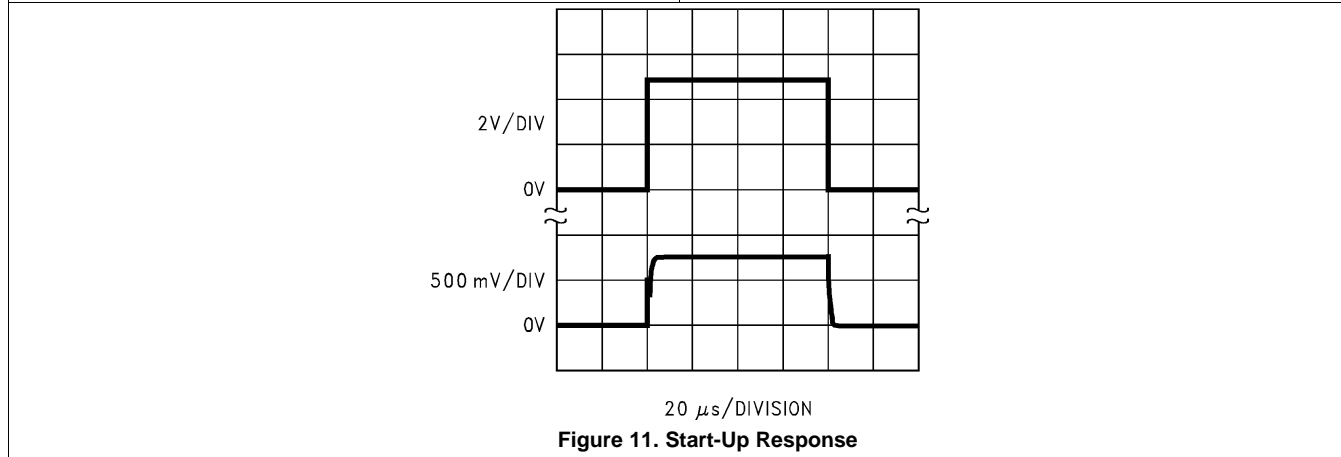 2V/DIV
0V
500 mV/DIV
0V
20 μs/DIVISION
Figure 11. Start-Up Response